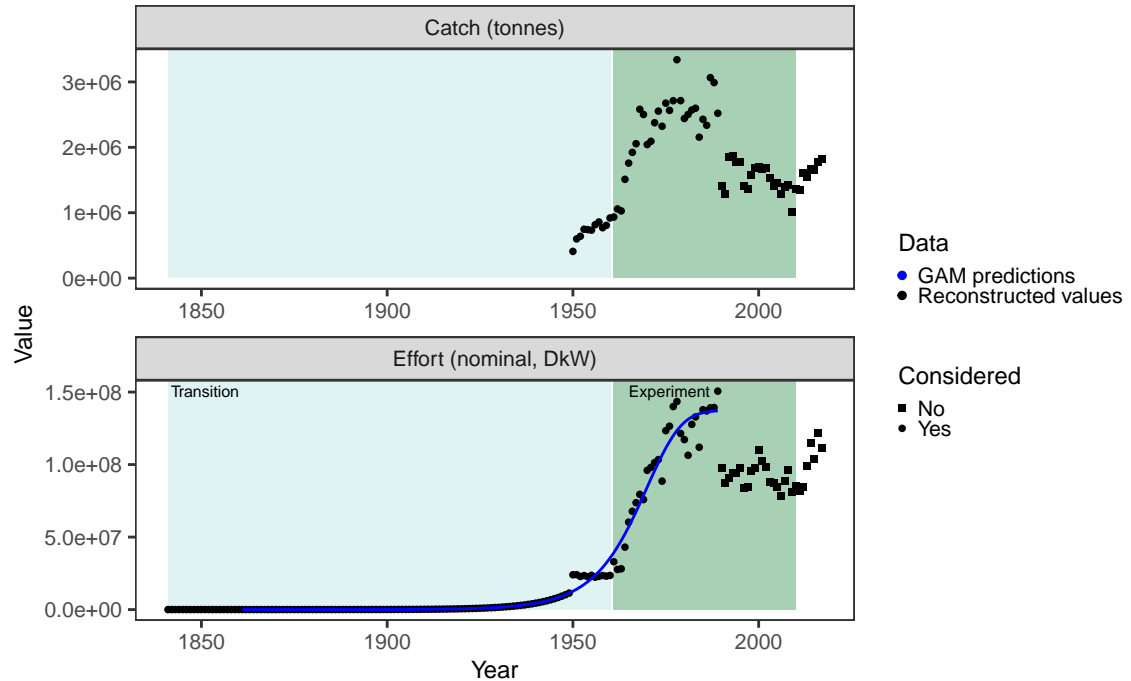 Catch (tonnes)
3e+06
2e+06
1e+06
0e+00
1850
1900
1950
2000
Value
Effort (nominal, DkW)
Transition
Experiment
1.5e+08
1.0e+08
5.0e+07
0.0e+00
1850
1900
1950
2000
Year
Data
GAM predictions
Reconstructed values
Considered
No
Yes